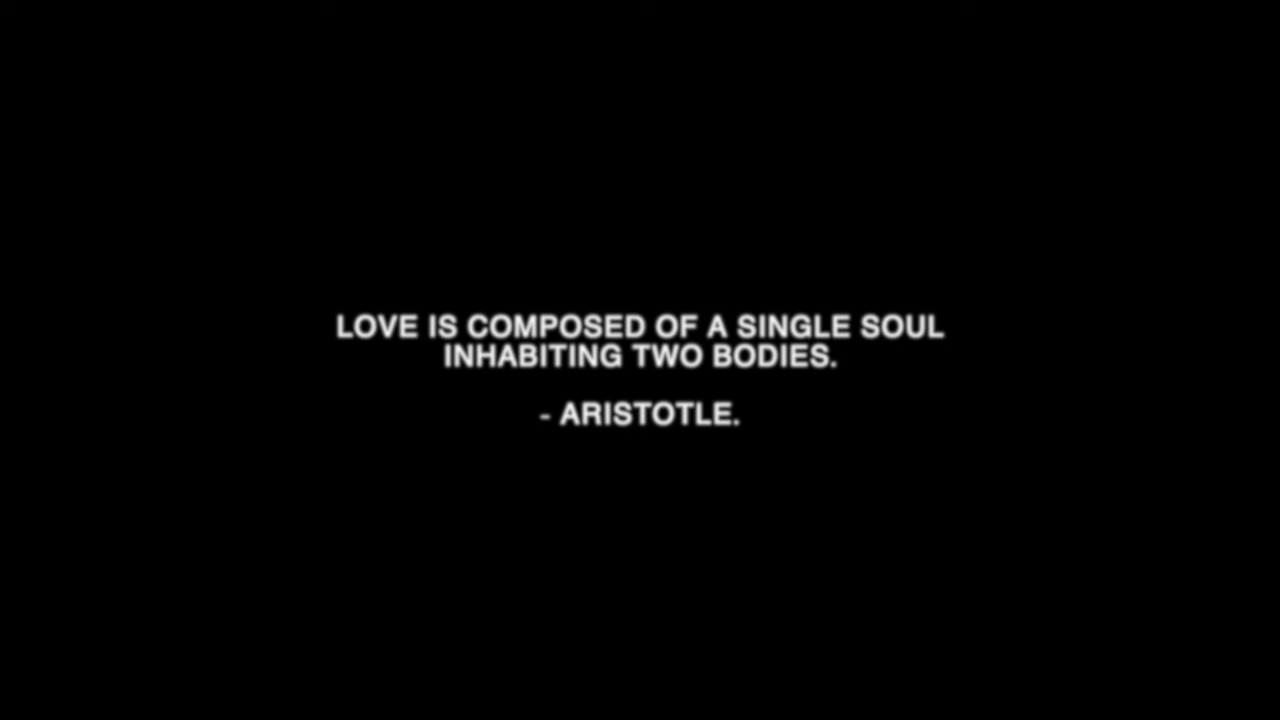 LOVE IS COMPOSED OF A SINGLE SOUL
INHABITING TWO BODIES.
- ARISTOTLE.